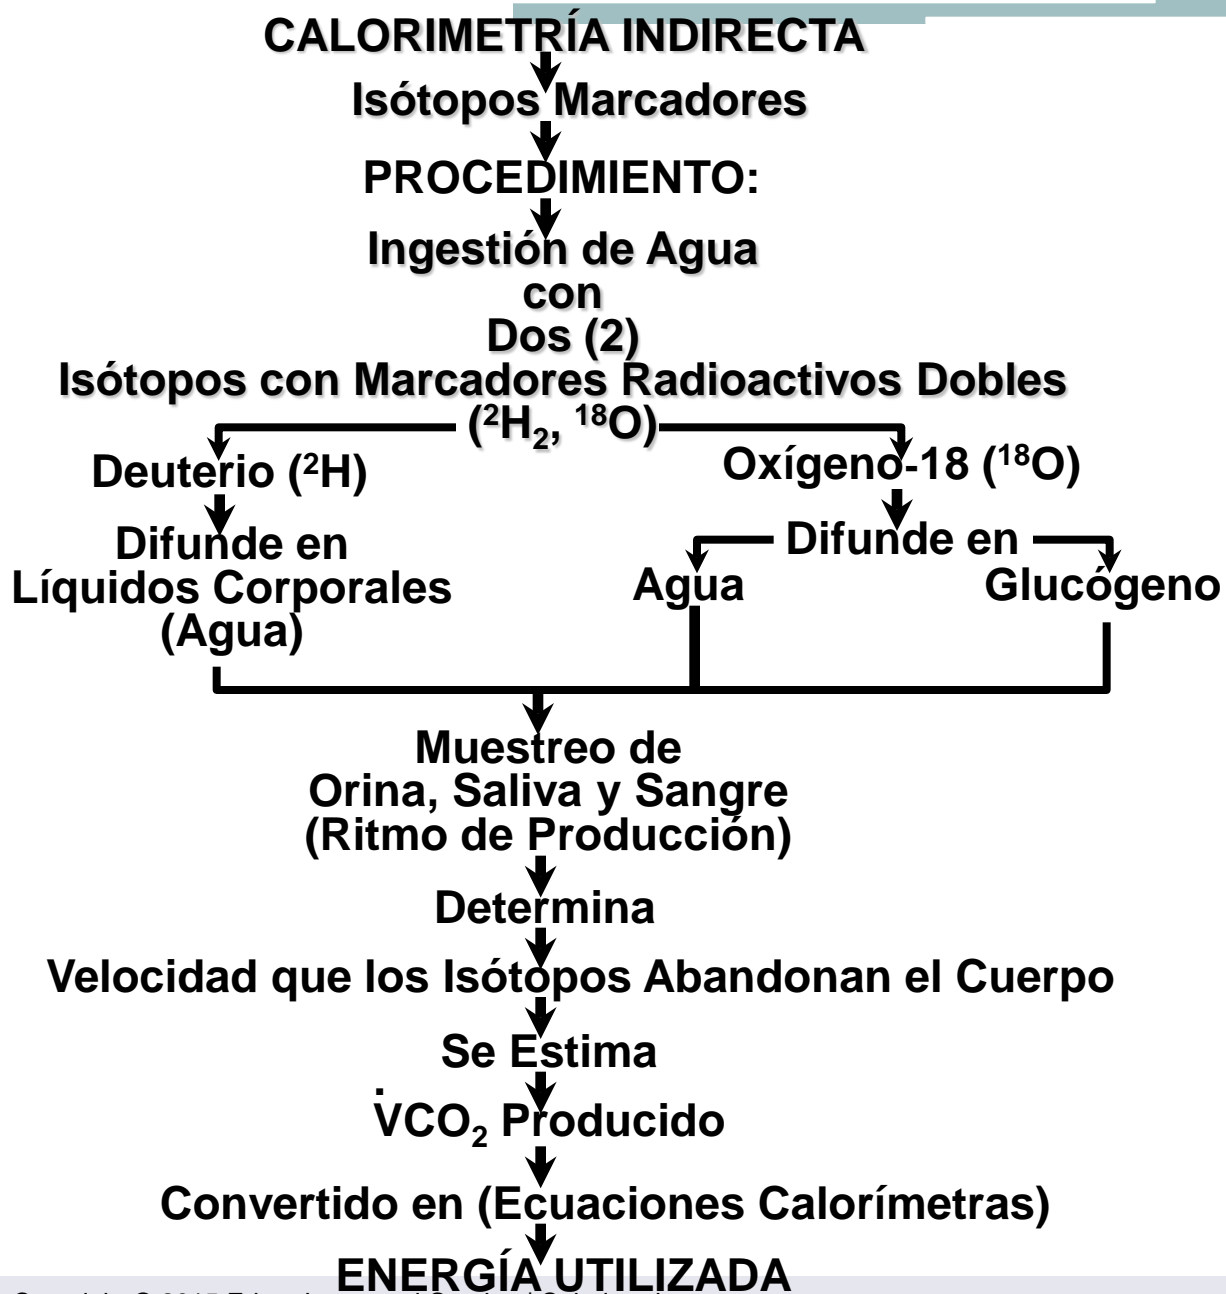 CALORIMETRÍA INDIRECTA
Isótopos Marcadores
PROCEDIMIENTO:
Ingestión de Agua
con
Dos (2)
Isótopos con Marcadores Radioactivos Dobles
(²H₂, ¹⁸O)
Deuterio (²H)
Oxígeno-18 (¹⁸O)
Difunde en
Líquidos Corporales
(Agua)
Difunde en
Agua
Glucógeno
Muestreo de
Orina, Saliva y Sangre
(Ritmo de Producción)
Determina
Velocidad que los Isótopos Abandonan el Cuerpo
Se Estima
V̇CO₂ Producido
Convertido en (Ecuaciones Calorímetras)
ENERGÍA UTILIZADA